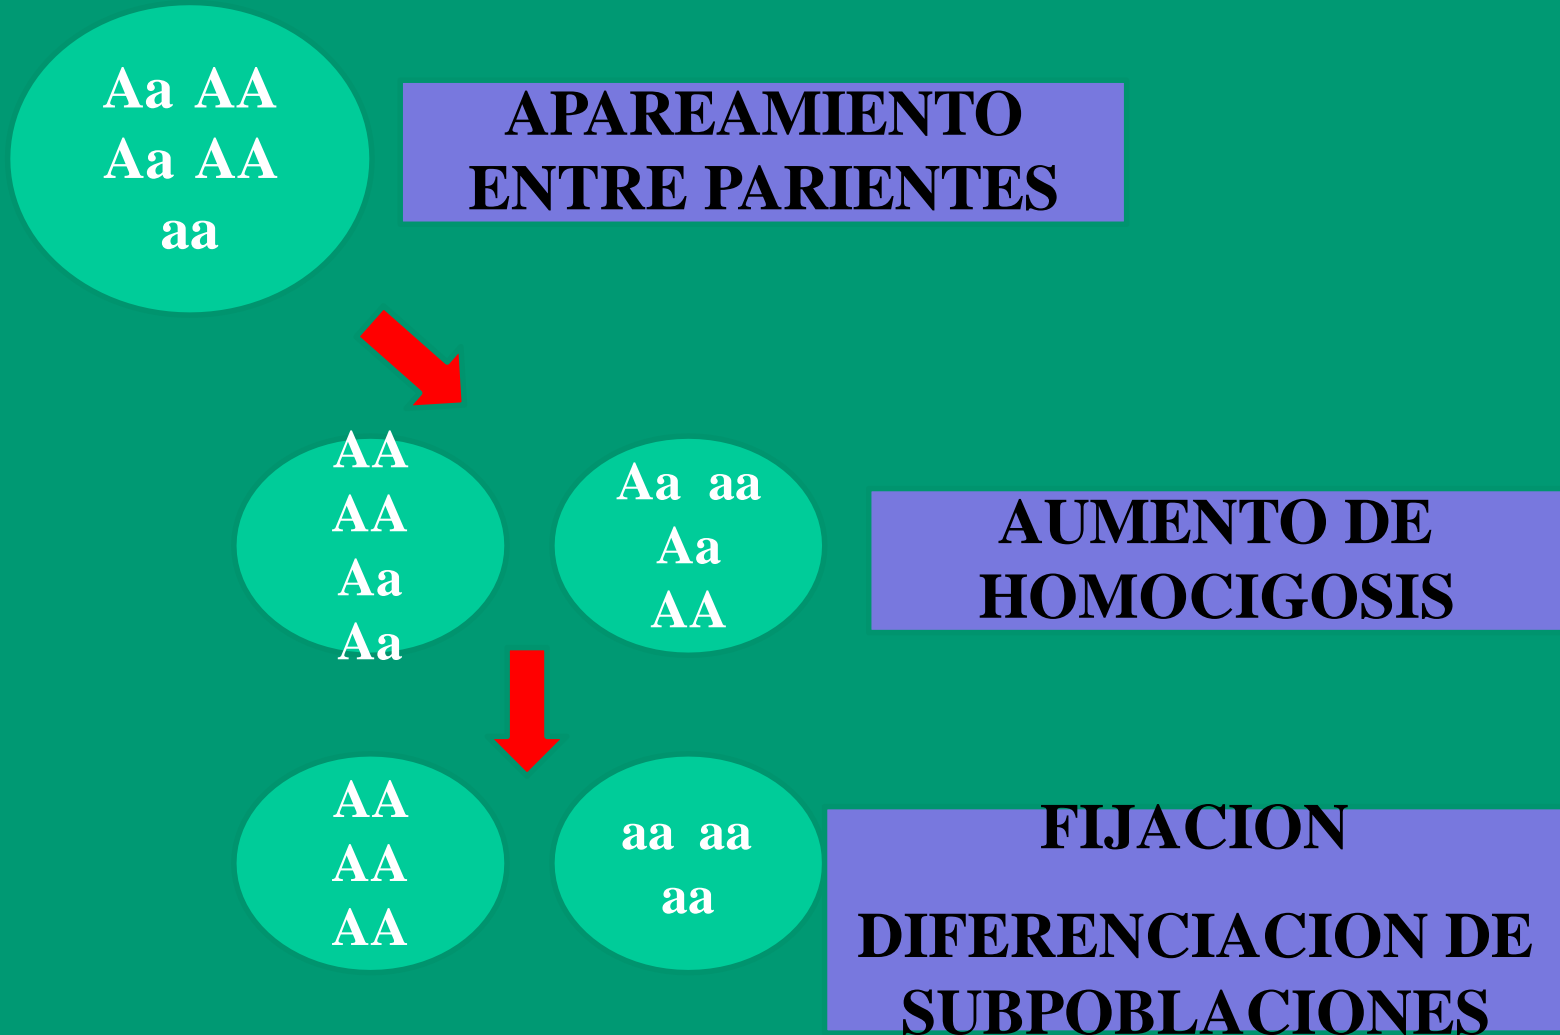 Aa AA
Aa AA
aa
APAREAMIENTO
ENTRE PARIENTES
AA
AA
Aa
Aa
Aa aa
Aa
AA
AUMENTO DE
HOMOCIGOSIS
AA
AA
AA
aa aa
aa
FIJACION
DIFERENCIACION DE
SUBPOBLACIONES